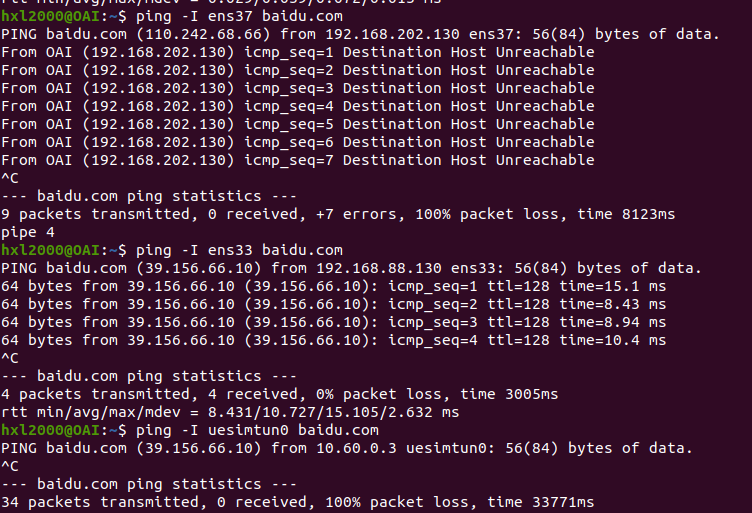 rtt min/avg/max/mdev = 0.029/0.059/0.072/0.015 ms
hxl2000@OAI:~$ ping -I ens37 baidu.com
PING baidu.com (110.242.68.66) from 192.168.202.130 ens37: 56(84) bytes of data.
From OAI (192.168.202.130) icmp_seq=1 Destination Host Unreachable
From OAI (192.168.202.130) icmp_seq=2 Destination Host Unreachable
From OAI (192.168.202.130) icmp_seq=3 Destination Host Unreachable
From OAI (192.168.202.130) icmp_seq=4 Destination Host Unreachable
From OAI (192.168.202.130) icmp_seq=5 Destination Host Unreachable
From OAI (192.168.202.130) icmp_seq=6 Destination Host Unreachable
From OAI (192.168.202.130) icmp_seq=7 Destination Host Unreachable
^C
--- baidu.com ping statistics ---
9 packets transmitted, 0 received, +7 errors, 100% packet loss, time 8123ms
pipe 4
hxl2000@OAI:~$ ping -I ens33 baidu.com
PING baidu.com (39.156.66.10) from 192.168.88.130 ens33: 56(84) bytes of data.
64 bytes from 39.156.66.10 (39.156.66.10): icmp_seq=1 ttl=128 time=15.1 ms
64 bytes from 39.156.66.10 (39.156.66.10): icmp_seq=2 ttl=128 time=8.43 ms
64 bytes from 39.156.66.10 (39.156.66.10): icmp_seq=3 ttl=128 time=8.94 ms
64 bytes from 39.156.66.10 (39.156.66.10): icmp_seq=4 ttl=128 time=10.4 ms
^C
--- baidu.com ping statistics ---
4 packets transmitted, 4 received, 0% packet loss, time 3005ms
rtt min/avg/max/mdev = 8.431/10.727/15.105/2.632 ms
hxl2000@OAI:~$ ping -I uesimtun0 baidu.com
PING baidu.com (39.156.66.10) from 10.60.0.3 uesimtun0: 56(84) bytes of data.
^C
--- baidu.com ping statistics ---
34 packets transmitted, 0 received, 100% packet loss, time 33771ms